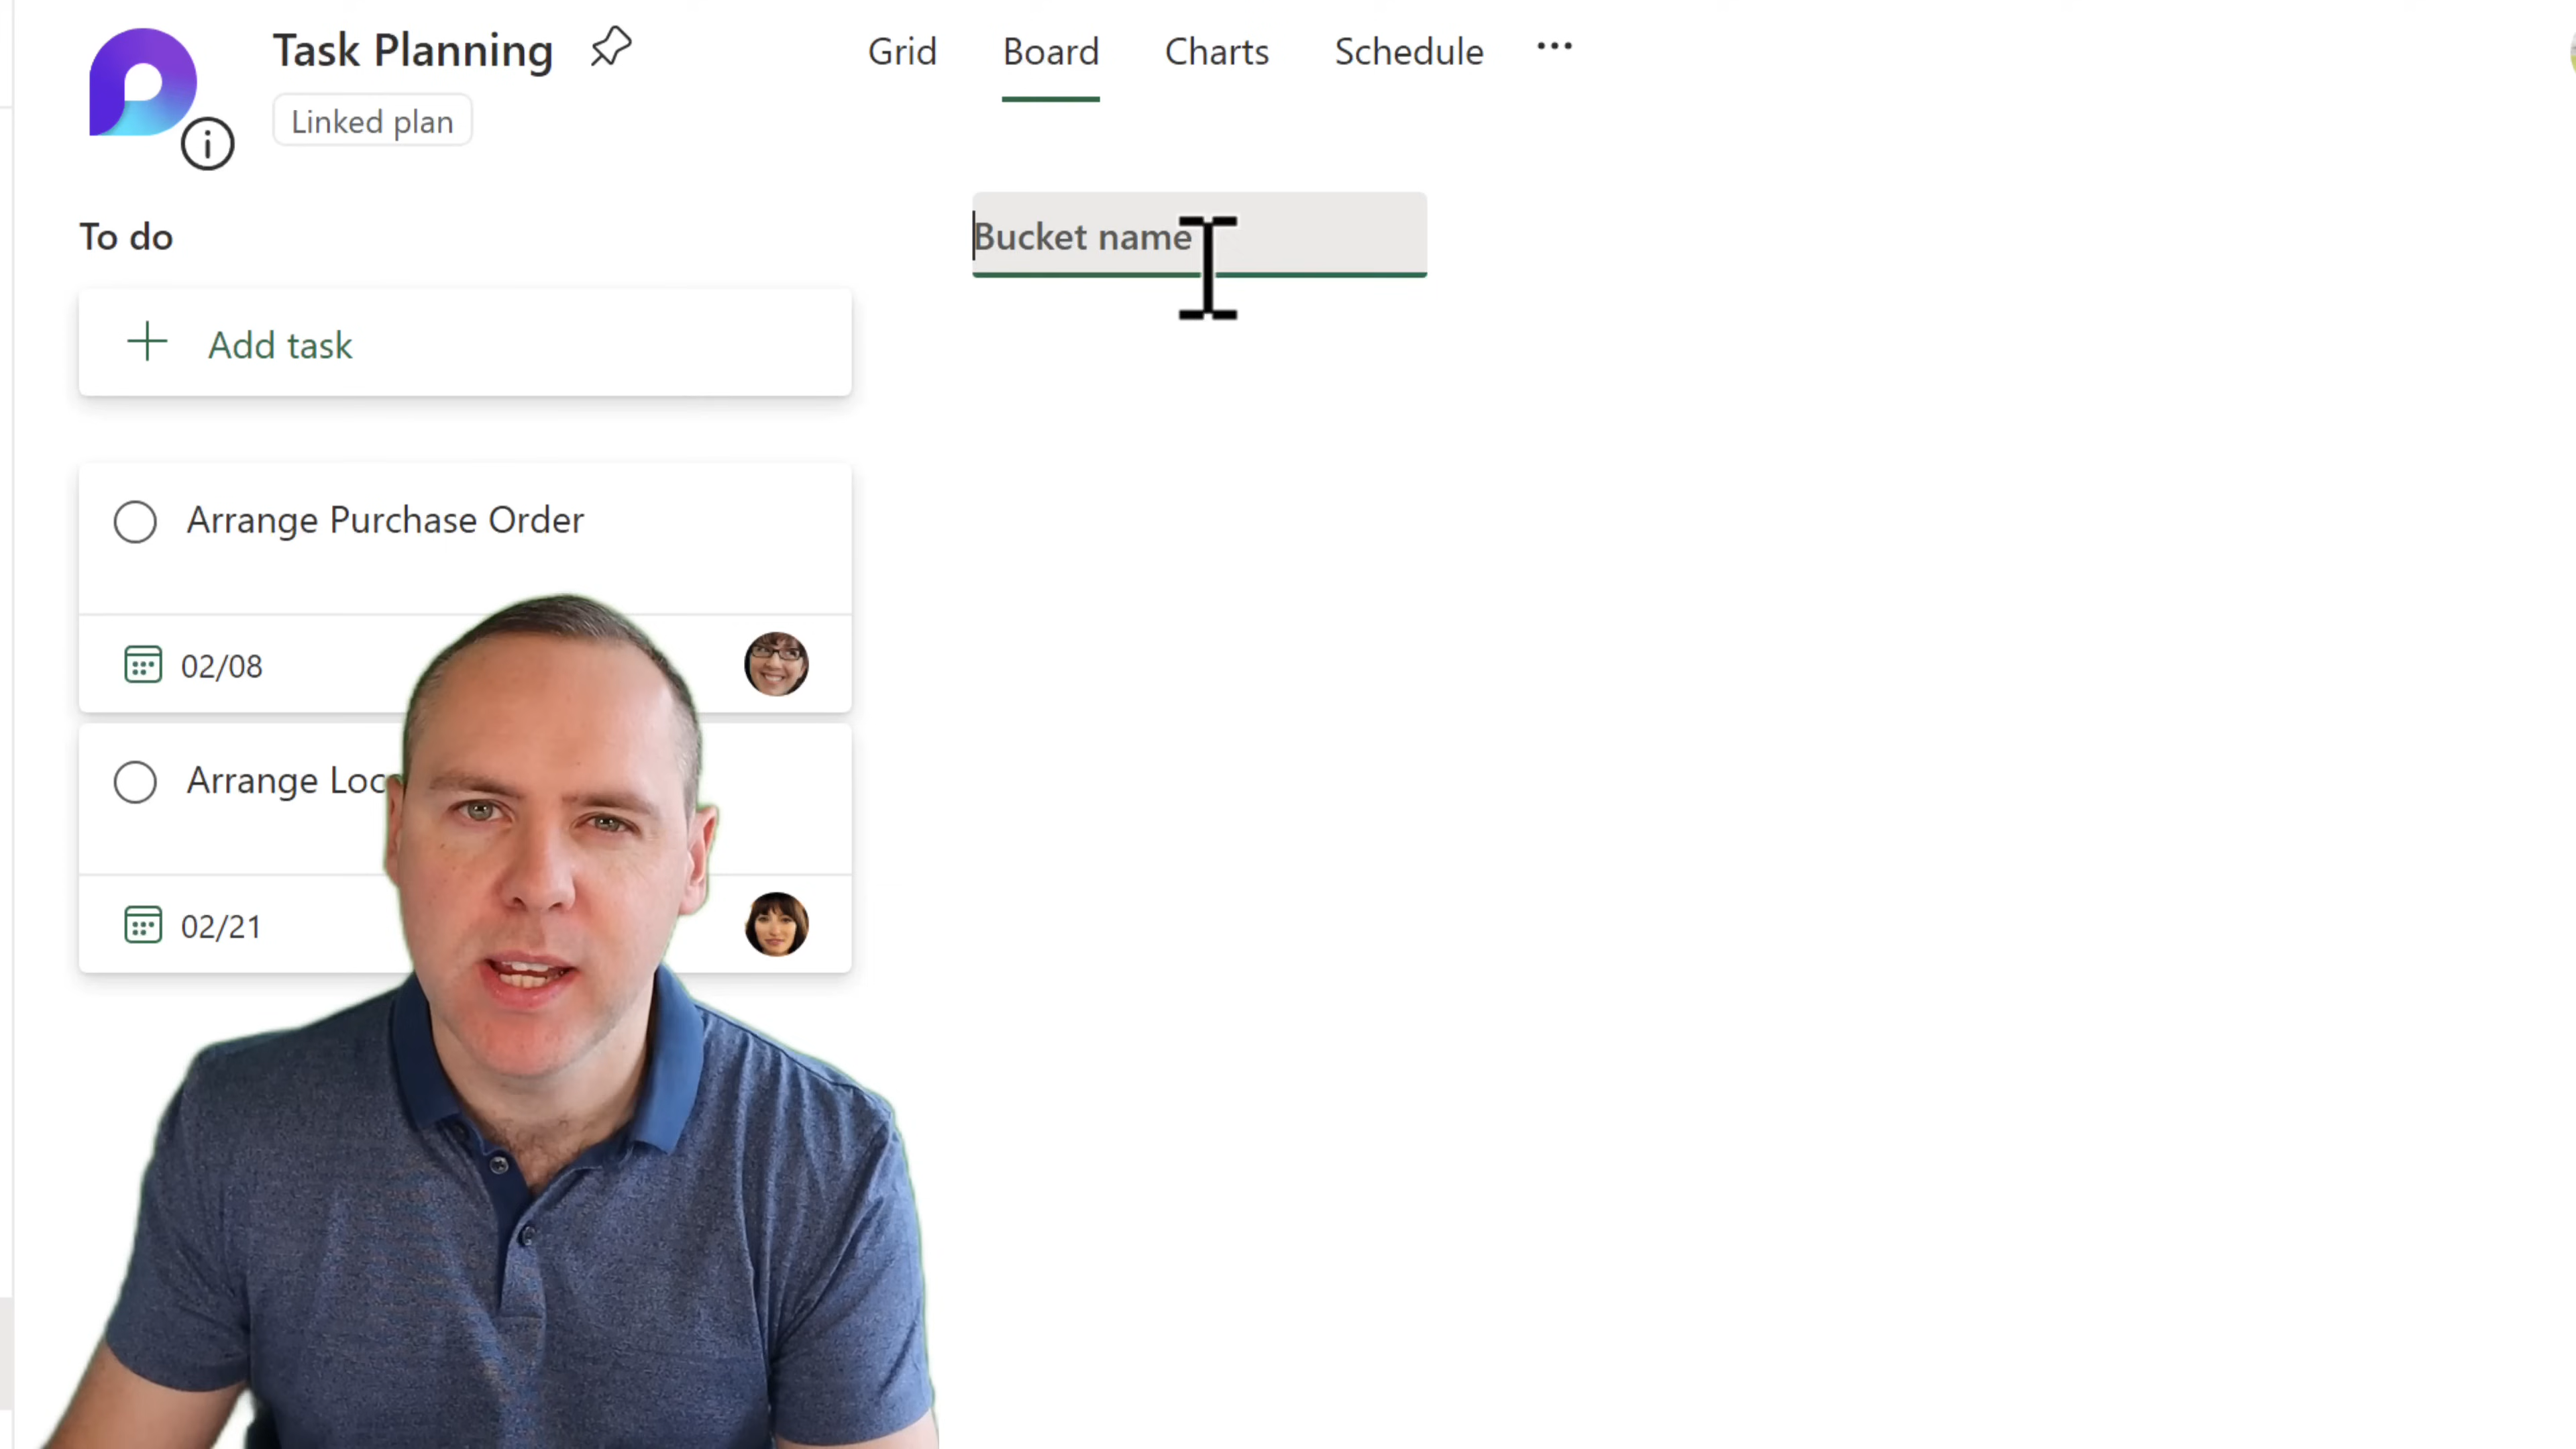 Task Planning
Linked plan
Grid
Board
Charts
Schedule
To do
Bucket name
Add task
Arrange Purchase Order
02/08
Arrange
02/21